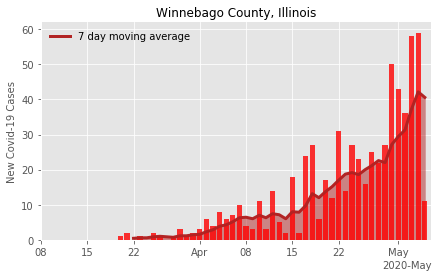 Winnebago County, Illinois
7 day moving average
New Covid-19 Cases
60
50
40
30
20
10
0
08 15 22 Apr 08 15 22 May
2020-May